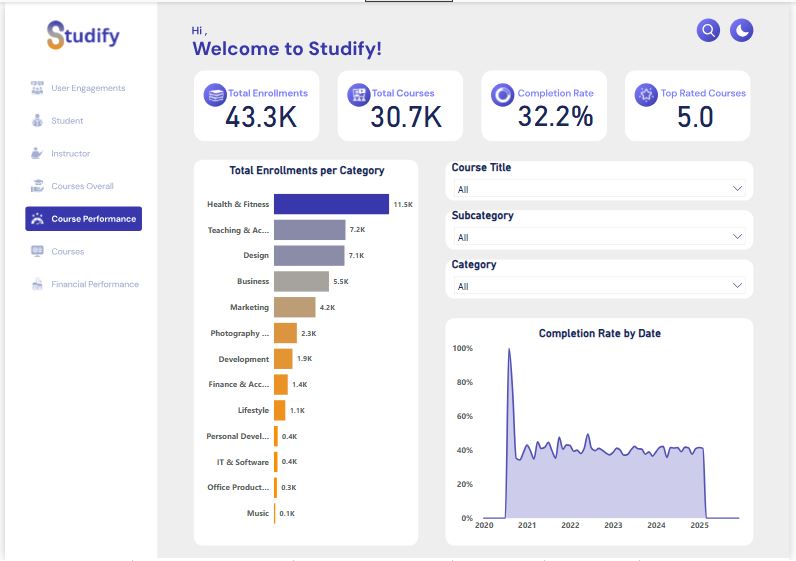 Studify
User Engagements
Student
Instructor
Courses Overall
Course Performance
Courses
Financial Performance
Hi ,
Welcome to Studify!
Total Enrollments
43.3K
Total Courses
30.7K
Completion Rate
32.2%
Top Rated Courses
5.0
Total Enrollments per Category
Health & Fitness 11.5K
Teaching & Ac... 7.2K
Design 7.1K
Business 5.5K
Marketing 4.2K
Photography ... 2.3K
Development 1.9K
Finance & Acc... 1.4K
Lifestyle 1.1K
Personal Devel... 0.4K
IT & Software 0.4K
Office Product... 0.3K
Music 0.1K
Course Title
All
Subcategory
All
Category
All
Completion Rate by Date
100%
80%
60%
40%
20%
0%
2020 2021 2022 2023 2024 2025